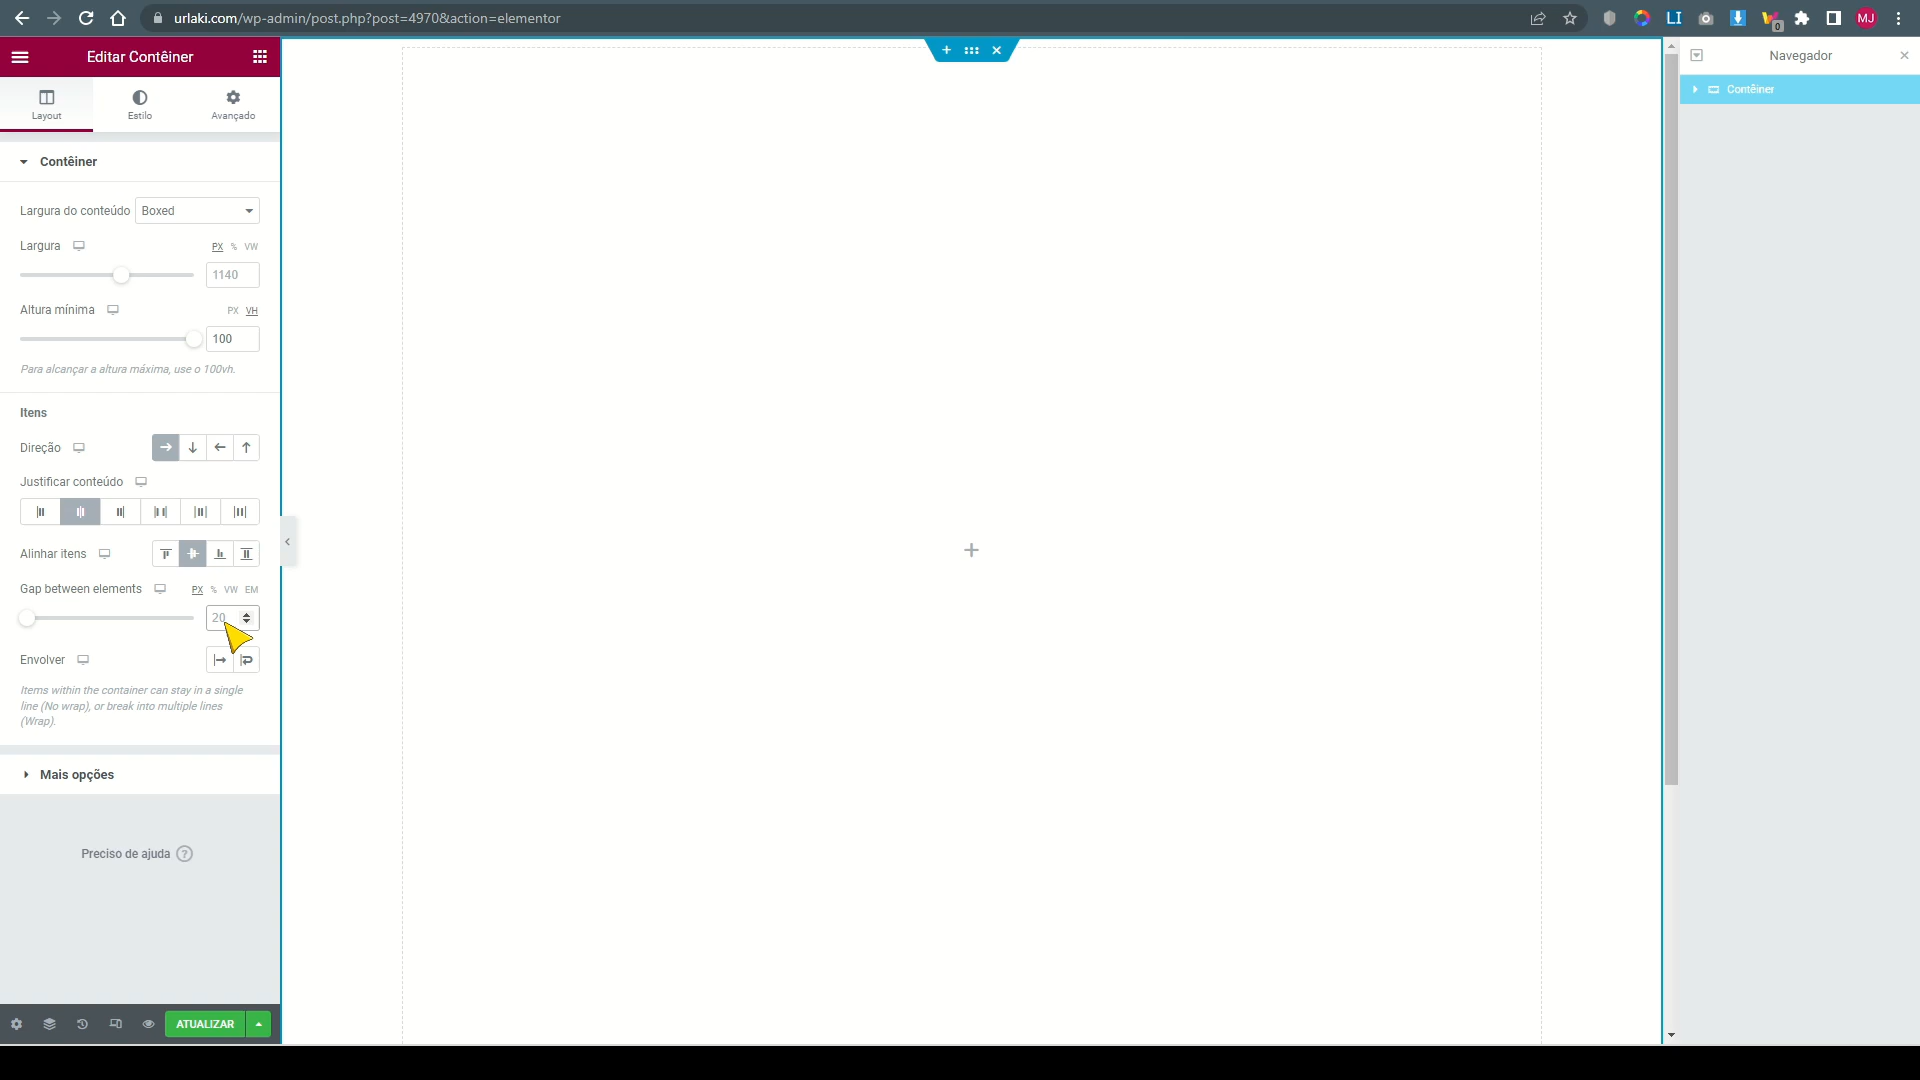 urlaki.com/wp-admin/post.php?post=4970&action=elementor
LI
0
MJ
Editar Contêiner
Navegador
Contêiner
Layout
Estilo
Avançado
Contêiner
Largura do conteúdo
Boxed
Largura
PX % VW
1140
Altura mínima
PX VH
100
Para alcançar a altura máxima, use o 100vh.
Itens
Direção
Justificar conteúdo
Alinhar itens
Gap between elements
PX % VW EM
20
Envolver
Items within the container can stay in a single
line (No wrap), or break into multiple lines
(Wrap).
Mais opções
Preciso de ajuda ?
ATUALIZAR